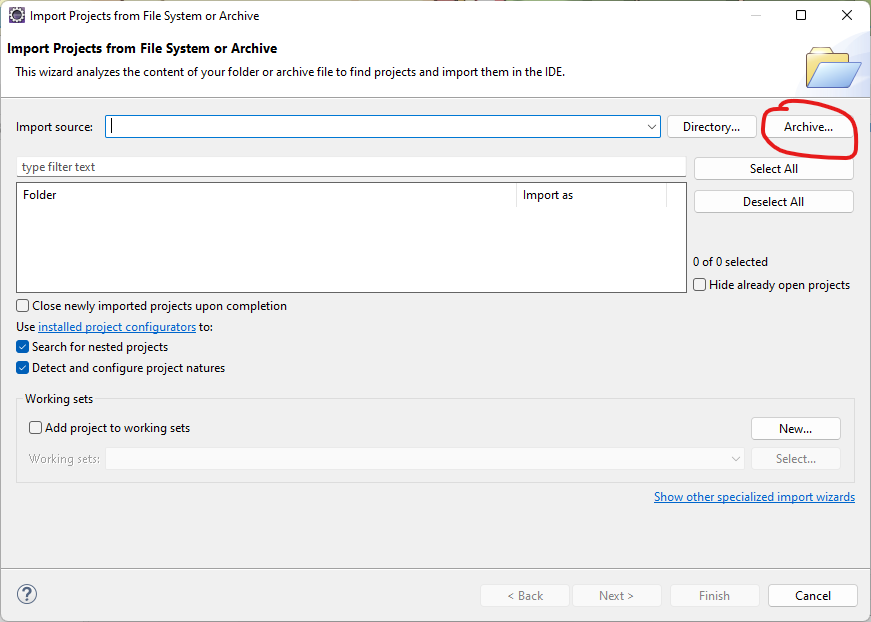 Import Projects from File System or Archive
Import Projects from File System or Archive
This wizard analyzes the content of your folder or archive file to find projects and import them in the IDE.
Import source: Directory... Archive...
type filter text Select All
Folder Import as
Deselect All
0 of 0 selected
Hide already open projects
Close newly imported projects upon completion
Use installed project configurators to:
Search for nested projects
Detect and configure project natures
Working sets
Add project to working sets New...
Working sets: Select...
Show other specialized import wizards
? < Back Next > Finish Cancel